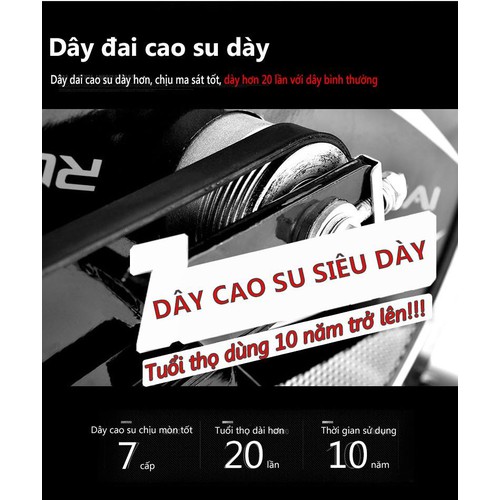 Dây đai cao su dày
Dây dai cao su dày hơn, chịu ma sát tốt, dày hơn 20 lần với dây bình thường
DÂY CAO SU SIÊU DÀY
Tuổi thọ dùng 10 năm trở lên!!!
Dây cao su chịu mòn tốt
7 cấp
Tuổi thọ dài hơn
20 lần
Thời gian sử dụng
10 năm